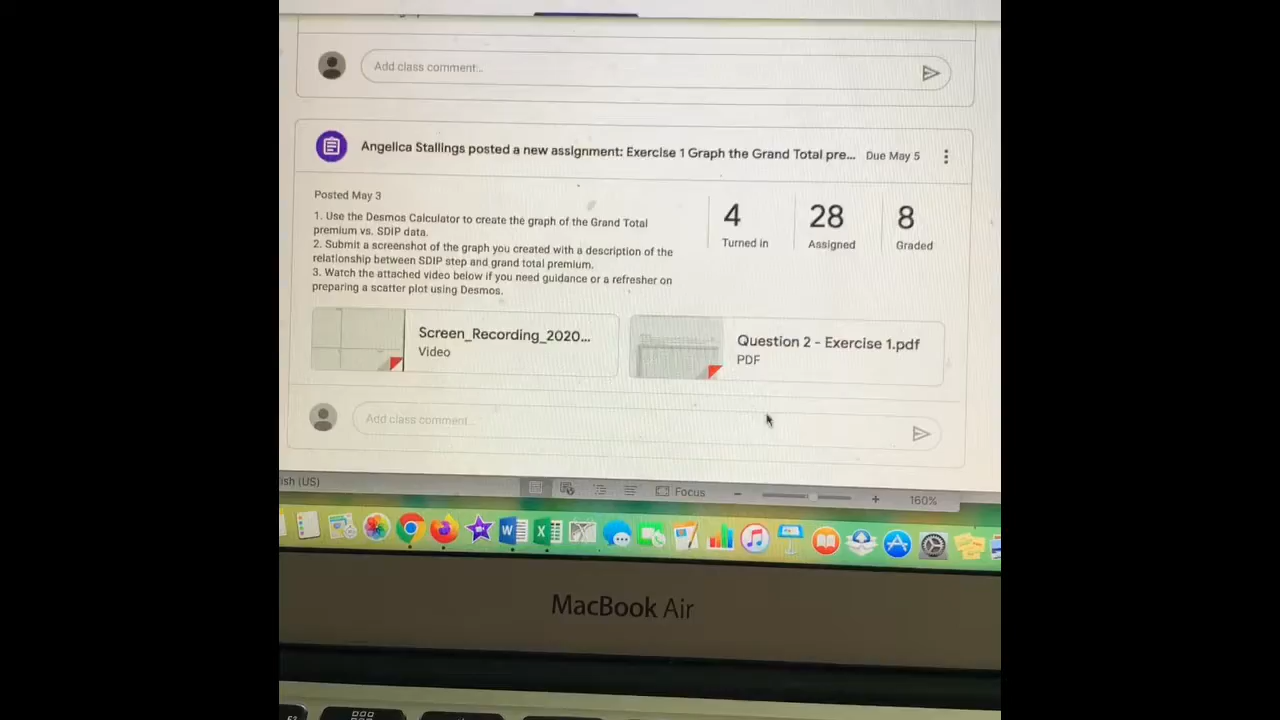 Add class comment...
Angelica Stallings posted a new assignment: Exercise 1 Graph the Grand Total pre... Due May 5
Posted May 3
1. Use the Desmos Calculator to create the graph of the Grand Total
premium vs. SDIP data.
2. Submit a screenshot of the graph you created with a description of the
relationship between SDIP step and grand total premium.
3. Watch the attached video below if you need guidance or a refresher on
preparing a scatter plot using Desmos.
4 28 8
Turned in Assigned Graded
Screen_Recording_2020...
Video
Question 2 - Exercise 1.pdf
PDF
Add class comment...
ish (US)
Focus
160%
MacBook Air
F3